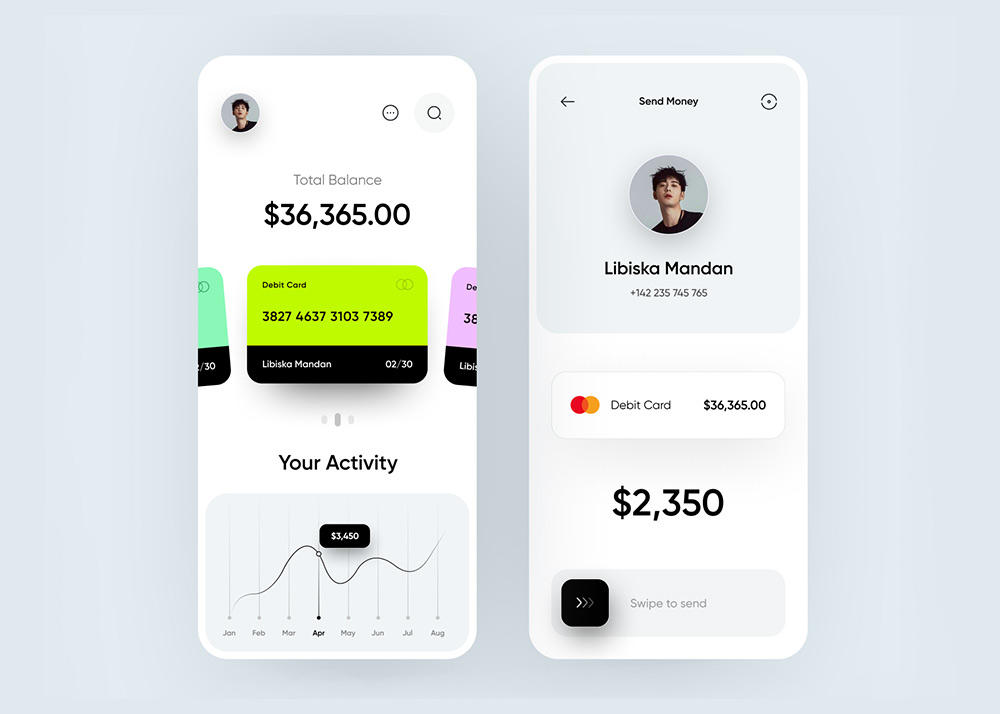 Total Balance
$36,365.00
Debit Card
3827 4637 3103 7389
Libiska Mandan
02/30
/30
De
38
Libis
Your Activity
$3,450
Jan Feb Mar Apr May Jun Jul Aug
Send Money
Libiska Mandan
+142 235 745 765
Debit Card $36,365.00
$2,350
Swipe to send